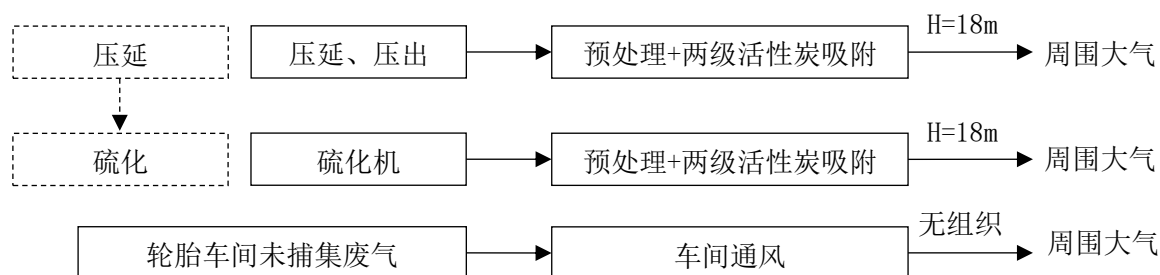 压延
压延、压出
预处理+两级活性炭吸附
H=18m
周围大气
硫化
硫化机
预处理+两级活性炭吸附
H=18m
周围大气
轮胎车间未捕集废气
车间通风
无组织
周围大气